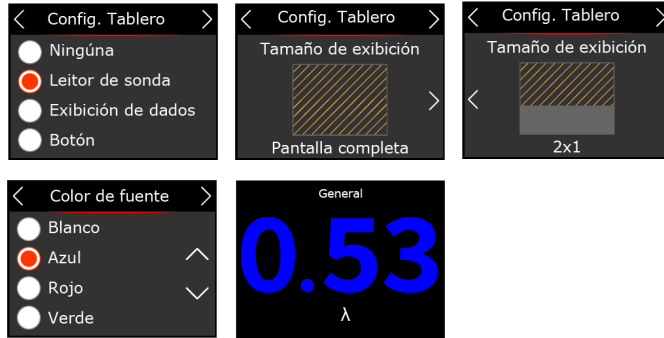 Config. Tablero
Ningúna
Leitor de sonda
Exibición de dados
Botón
Config. Tablero
Tamaño de exibición
Pantalla completa
Config. Tablero
Tamaño de exibición
2x1
Color de fuente
Blanco
Azul
Rojo
Verde
General
0.53
λ